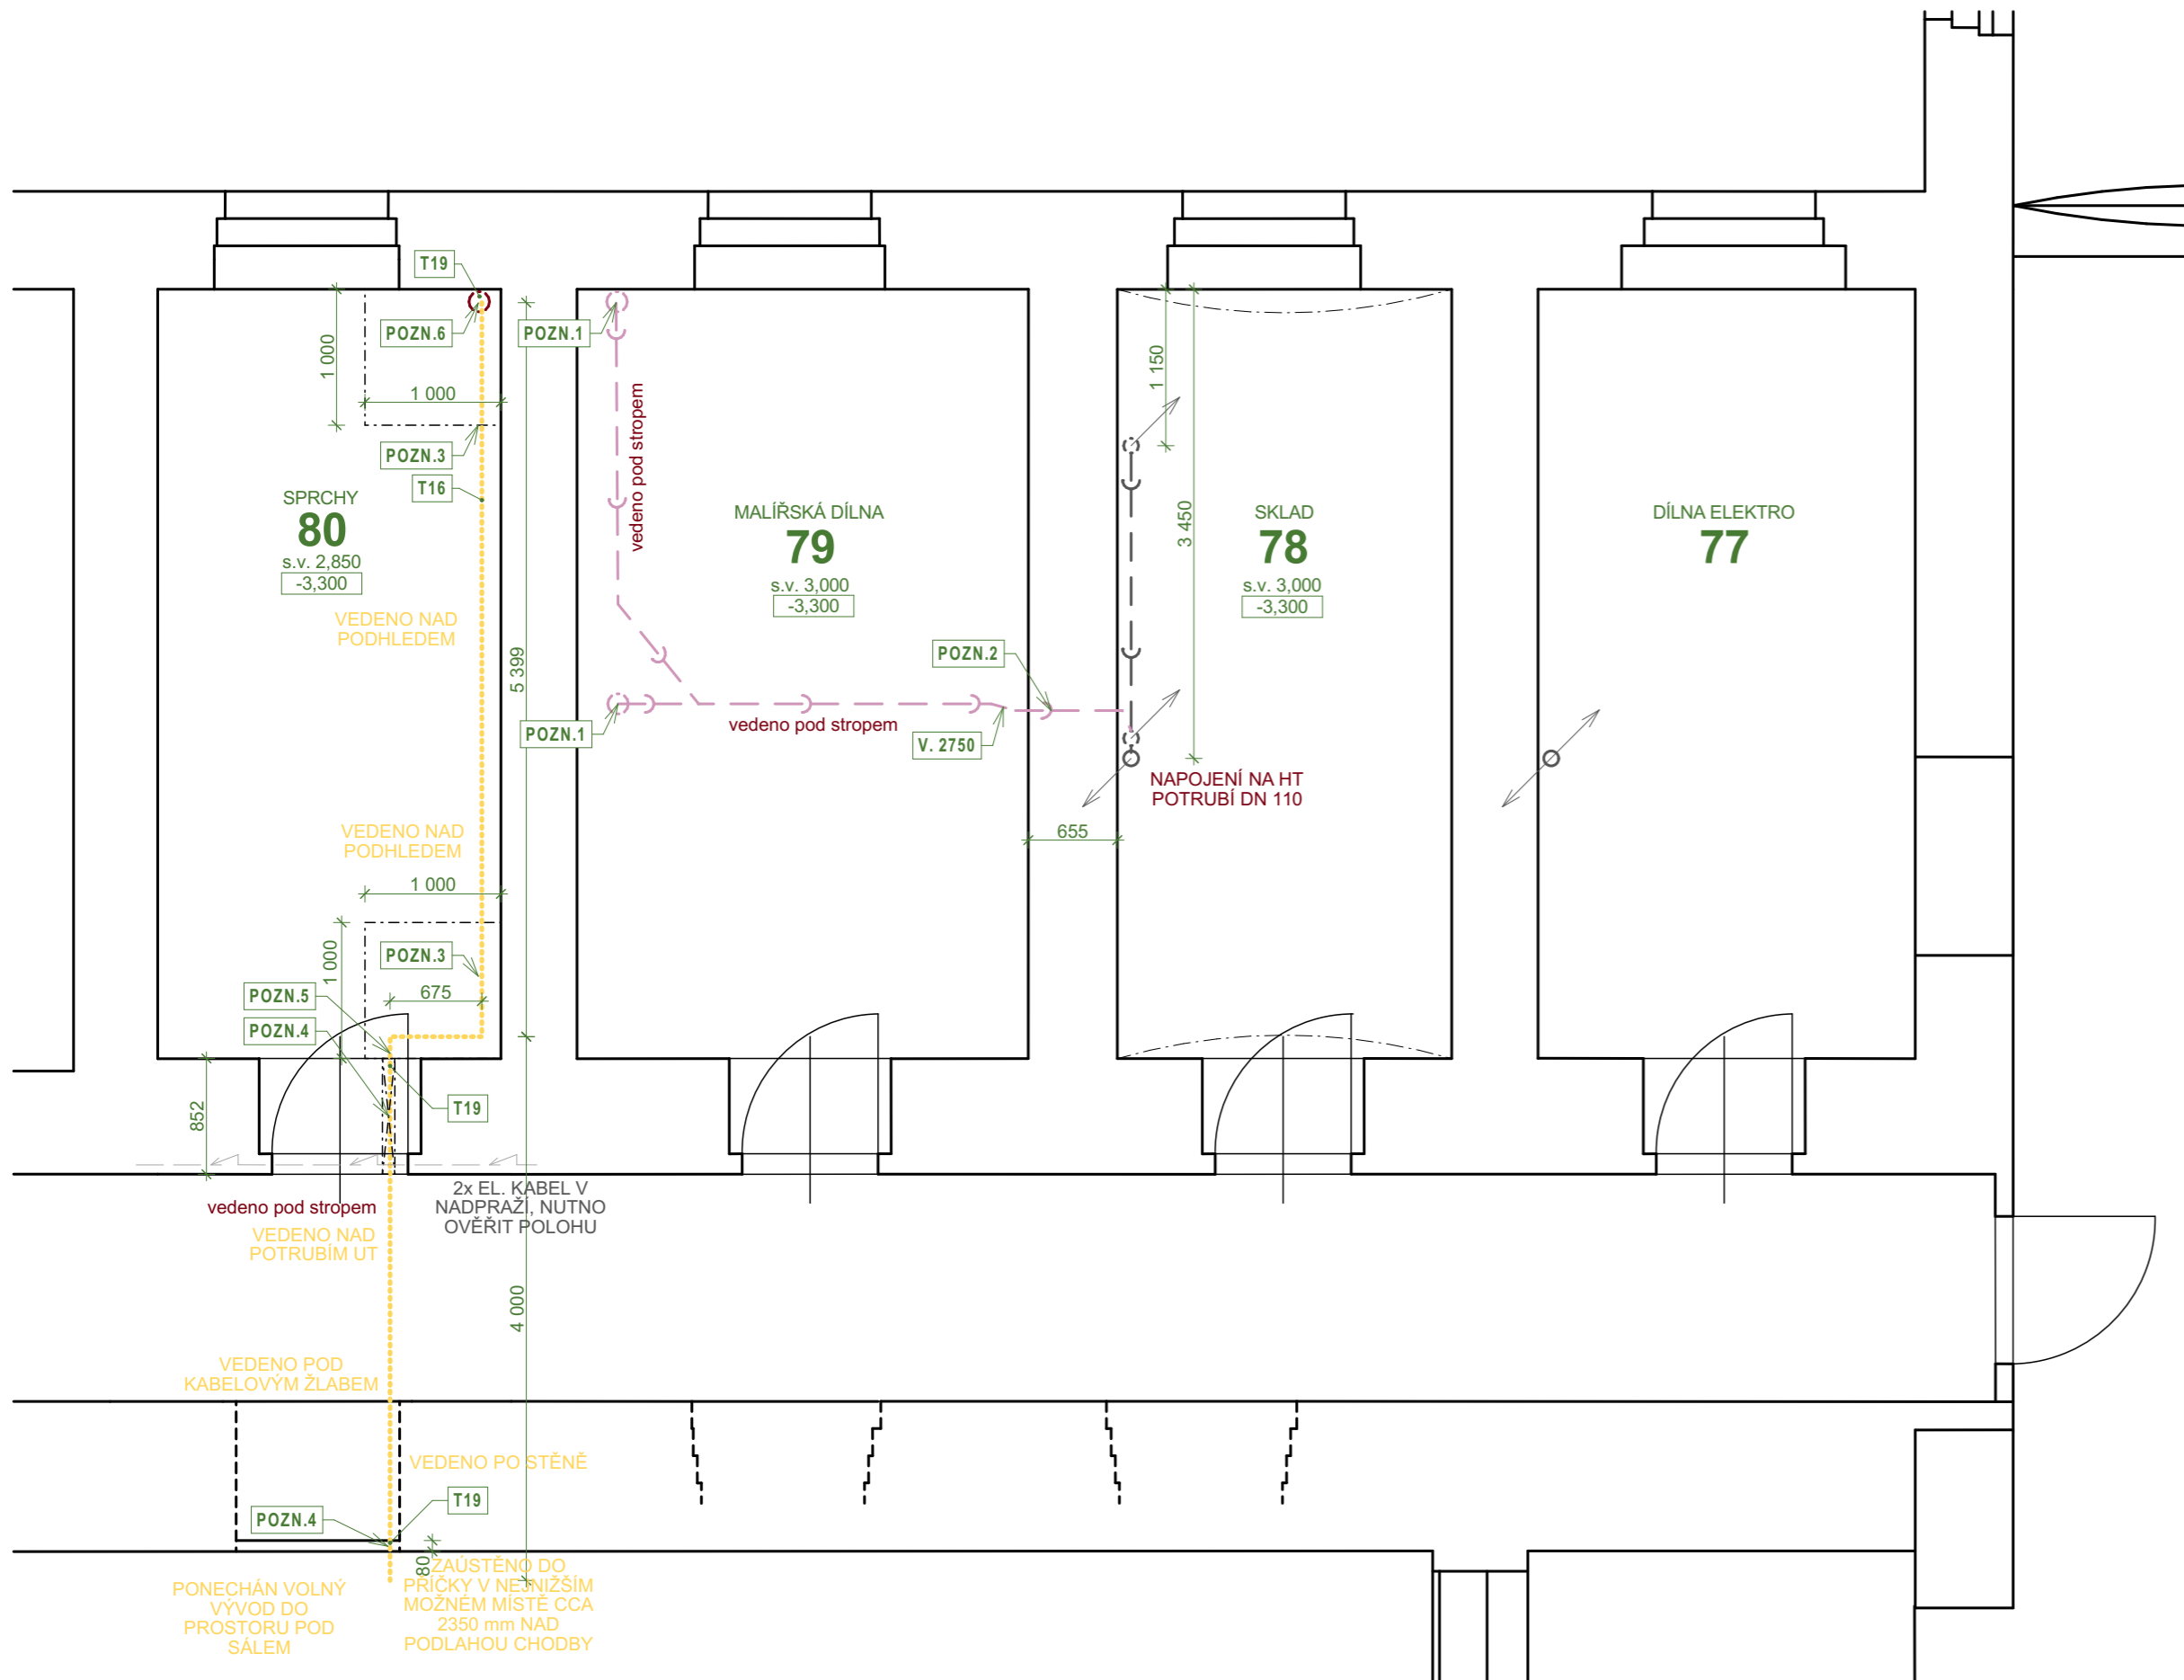 T19
POZN.6
POZN.1
1 000
1 000
vedeno pod stropem
1 150
POZN.3
T16
SPRCHY
80
s.v. 2,850
-3,300
MALÍŘSKÁ DÍLNA
79
s.v. 3,000
-3,300
3 450
SKLAD
78
s.v. 3,000
-3,300
DÍLNA ELEKTRO
77
VEDENO NAD
PODHLEDEM
5 399
POZN.2
POZN.1
vedeno pod stropem
V. 2750
NAPOJENÍ NA HT
POTRUBÍ DN 110
655
VEDENO NAD
PODHLEDEM
1 000
1 000
POZN.3
675
POZN.5
POZN.4
852
T19
2x EL. KABEL V
NADPRAŽÍ, NUTNO
OVĚŘIT POLOHU
vedeno pod stropem
VEDENO NAD
POTRUBÍM UT
4 000
VEDENO POD
KABELOVÝM ŽLABEM
VEDENO PO STĚNĚ
T19
POZN.4
80
ZAÚSTĚNO DO
PŘÍČKY V NEJNIŽŠÍM
MOŽNÉM MÍSTĚ CCA
2350 mm NAD
PODLAHOU CHODBY
PONECHÁN VOLNÝ
VÝVOD DO
PROSTORU POD
SÁLEM